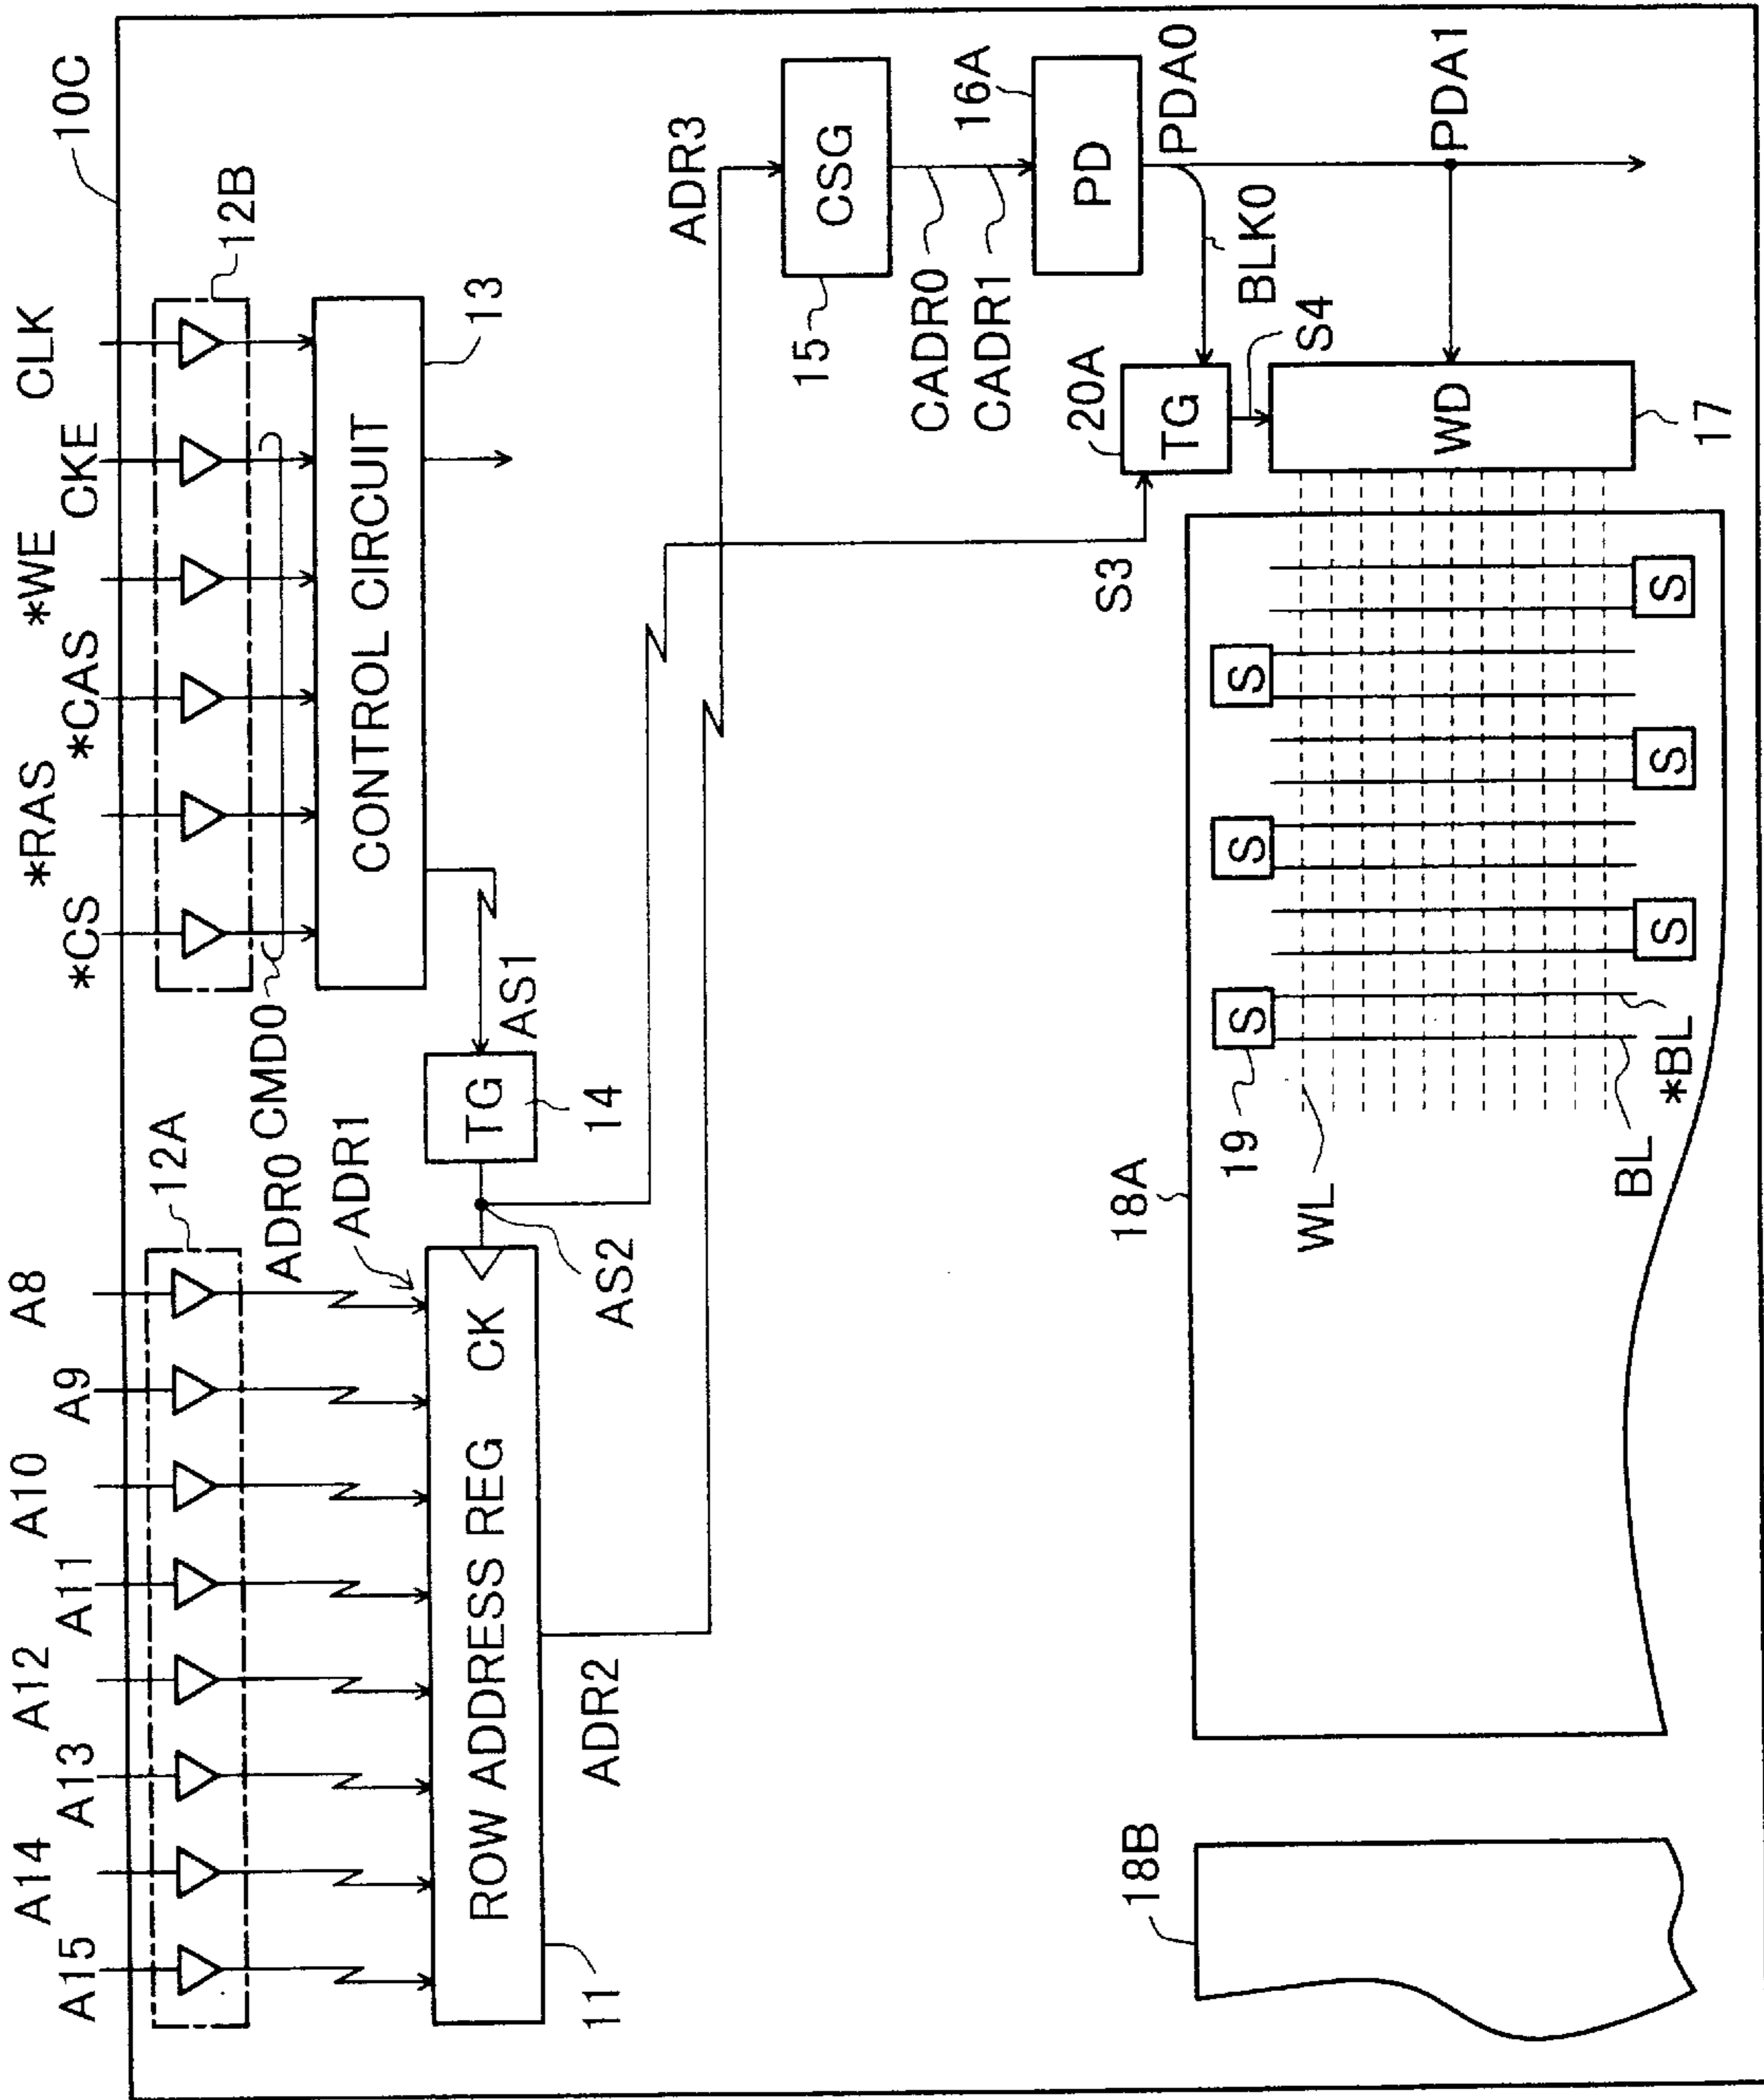 A15 A14 A13 A12 A11 A10 A9 A8 *CS *RAS *CAS *WE CKE CLK
10C
12A
12B
ADR0 CMD0
ADR1
ROW ADDRESS REG CK
11
TG
14
AS1
AS2
CONTROL CIRCUIT
13
ADR2
ADR3
CSG
15
CADR0
CADR1
16A
PD
PDA0
BLK0
PDA1
S3
20A
TG
S4
WD
17
18B
18A
19
WL
S S S
S S S
BL
*BL